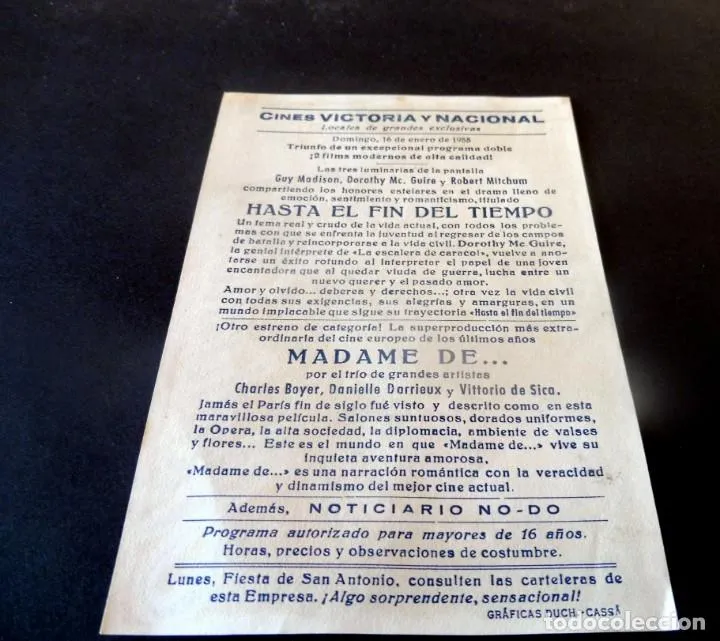 CINES VICTORIA Y NACIONAL
Locales de grandes exclusivas
Domingo, 16 de enero de 1955
Triunfo de un excepcional programa doble
¡2 films modernos de alta calidad!
Las tres luminarias de la pantalla
Guy Madison, Dorothy Mc. Guire y Robert Mitchum
compartiendo los honores estelares en el drama lleno de
emoción, sentimiento y romanticismo, titulado
HASTA EL FIN DEL TIEMPO
Un tema real y crudo de la vida actual, con todos los proble-
mas con que se enfrenta la juventud al regresar de los campos
de batalla y reincorporarse a la vida civil. Dorothy Mc Guire,
la genial intérprete de «La escalera de caracol», vuelve a ano-
tarse un éxito rotundo al interpretar el papel de una joven
encantadora que al quedar viuda de guerra, lucha entre un
nuevo querer y el pasado amor.
Amor y olvido... deberes y derechos...; otra vez la vida civil
con todas sus exigencias, sus alegrías y amarguras, en un
mundo implacable que sigue su trayectoria «Hasta el fin del tiempo»
¡Otro estreno de categoría! La superproducción más extra-
ordinaria del cine europeo de los últimos años
MADAME DE...
por el trío de grandes artistas
Charles Boyer, Danielle Darrieux y Vittorio de Sica.
Jamás el París fin de siglo fué visto y descrito como en esta
maravillosa película. Salones suntuosos, dorados uniformes,
la Opera, la alta sociedad, la diplomacia, ambiente de valses
y flores... Este es el mundo en que «Madame de...» vive su
inquieta aventura amorosa.
«Madame de...» es una narración romántica con la veracidad
y dinamismo del mejor cine actual.
Además, NOTICIARIO NO-DO
Programa autorizado para mayores de 16 años.
Horas, precios y observaciones de costumbre.
Lunes, Fiesta de San Antonio, consulten las carteleras de
esta Empresa. ¡Algo sorprendente, sensacional!
GRÁFICAS DUCH-CASSÁ
todocoleccion